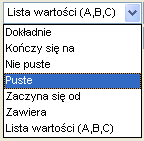 Lista wartości (A,B,C)
Dokładnie
Kończy się na
Nie puste
Puste
Zaczyna się od
Zawiera
Lista wartości (A,B,C)